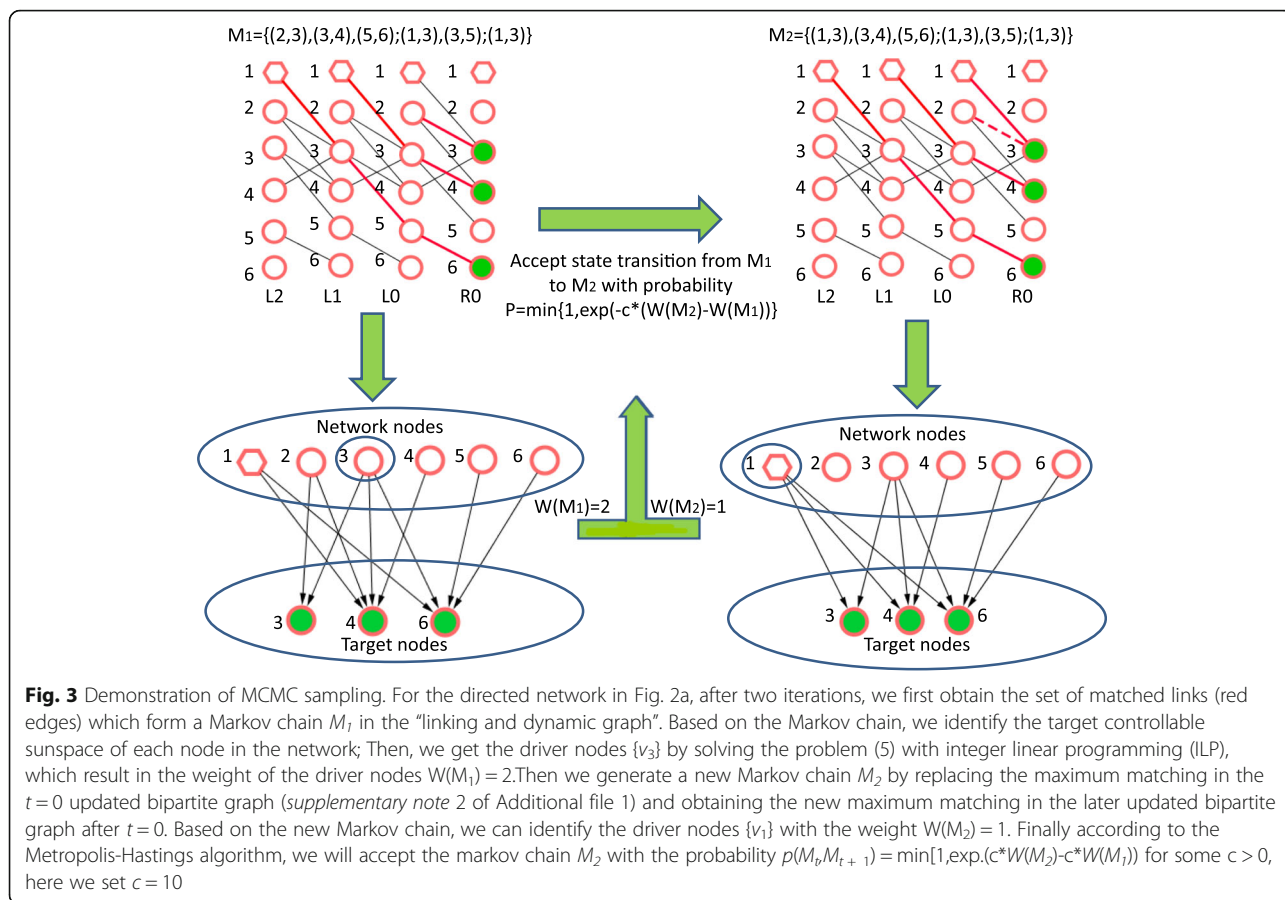 M1={(2,3),(3,4),(5,6);(1,3),(3,5);(1,3)}
M2={(1,3),(3,4),(5,6);(1,3),(3,5);(1,3)}
1 1 1 1
2 2 2 2
3 3 3 3
4 4 4 4
5 5 5 5
6 6 6 6
L2 L1 L0 R0
Accept state transition from M1
to M2 with probability
P=min{1,exp(-c*(W(M2)-W(M1))}
1 1 1 1
2 2 2 2
3 3 3 3
4 4 4 4
5 5 5 5
6 6 6 6
L2 L1 L0 R0
Network nodes
1 2 3 4 5 6
3 4 6
Target nodes
W(M1)=2 W(M2)=1
Network nodes
1 2 3 4 5 6
3 4 6
Target nodes
Fig. 3 Demonstration of MCMC sampling. For the directed network in Fig. 2a, after two iterations, we first obtain the set of matched links (red
edges) which form a Markov chain M1 in the “linking and dynamic graph”. Based on the Markov chain, we identify the target controllable
sunspace of each node in the network; Then, we get the driver nodes {v3} by solving the problem (5) with integer linear programming (ILP),
which result in the weight of the driver nodes W(M1) = 2.Then we generate a new Markov chain M2 by replacing the maximum matching in the
t = 0 updated bipartite graph (supplementary note 2 of Additional file 1) and obtaining the new maximum matching in the later updated bipartite
graph after t = 0. Based on the new Markov chain, we can identify the driver nodes {v1} with the weight W(M2) = 1. Finally according to the
Metropolis-Hastings algorithm, we will accept the markov chain M2 with the probability p(Mt,Mt + 1) = min[1,exp.(c*W(M2)-c*W(M1)) for some c > 0,
here we set c = 10